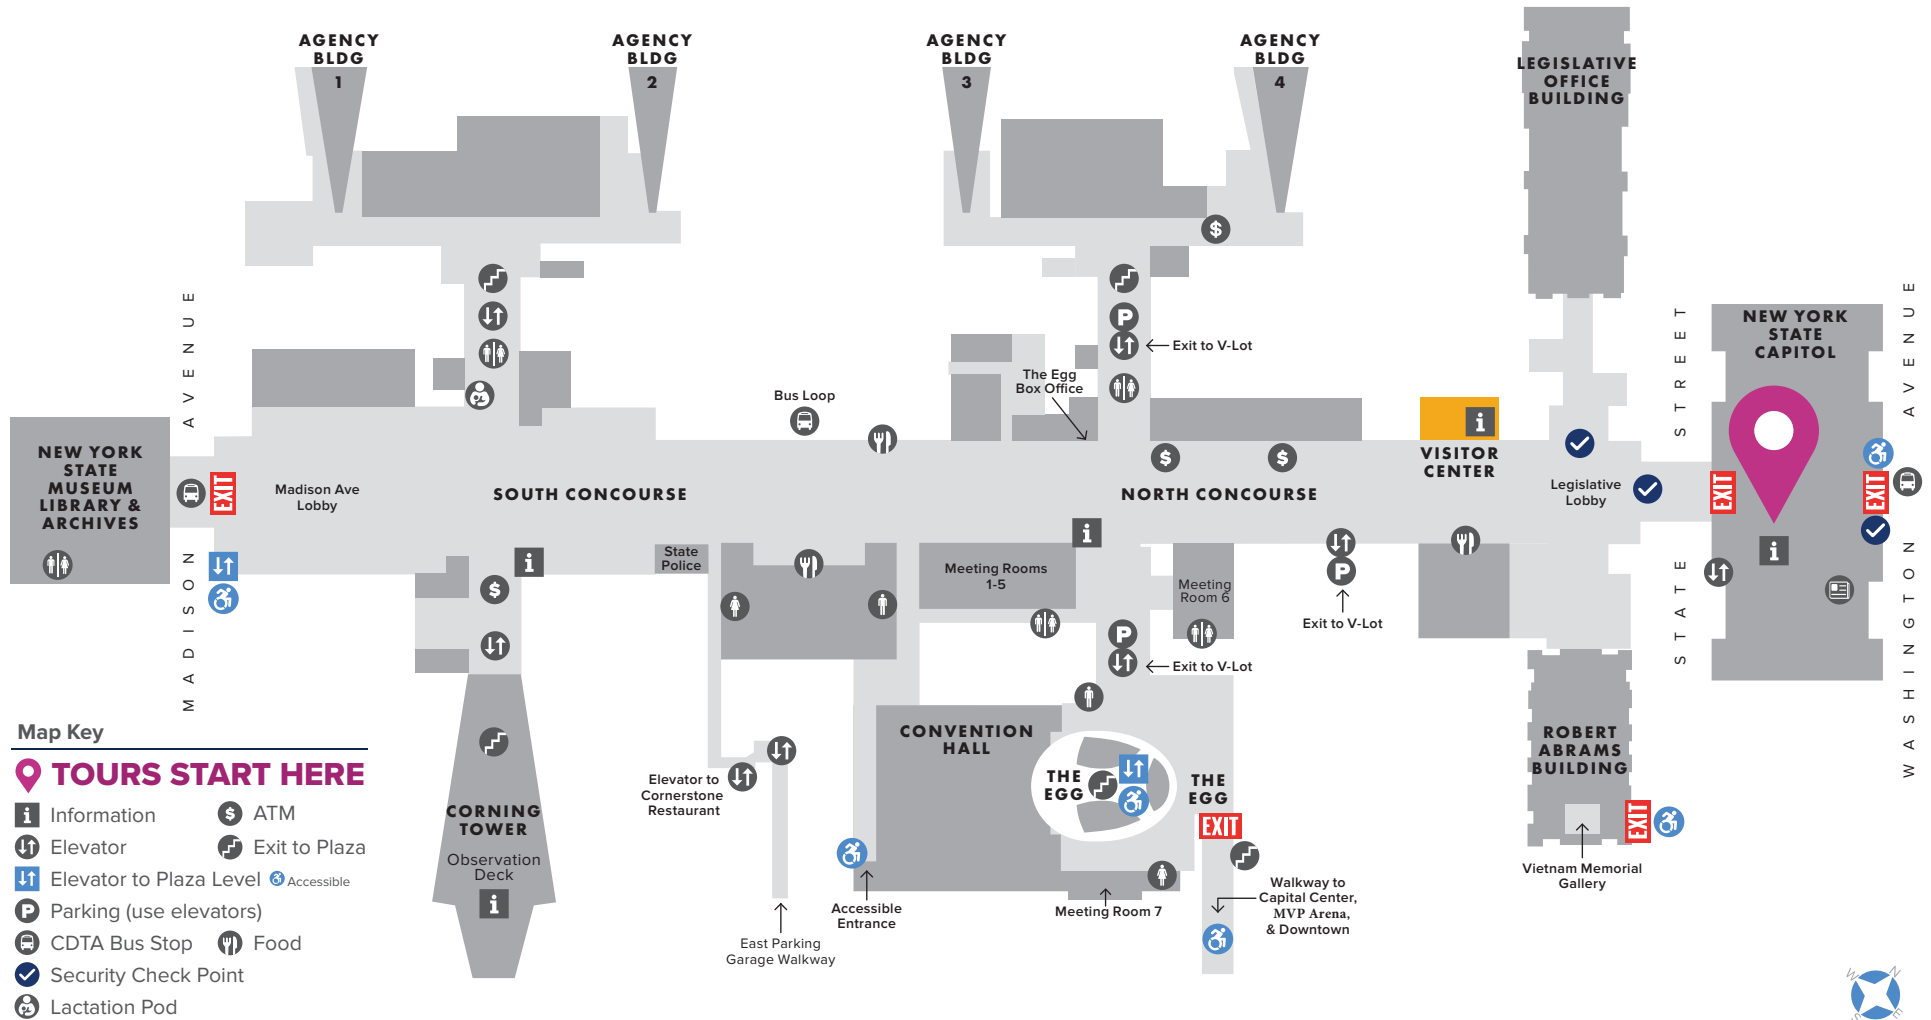 AGENCY
BLDG
1
AGENCY
BLDG
2
AGENCY
BLDG
3
AGENCY
BLDG
4
LEGISLATIVE
OFFICE
BUILDING
NEW YORK
STATE
CAPITOL
MADISON AVENUE
STATE STREET
WASHINGTON AVENUE
Exit to V-Lot
The Egg
Box Office
Bus Loop
VISITOR
CENTER
NEW YORK
STATE
MUSEUM
LIBRARY &
ARCHIVES
EXIT
Madison Ave
Lobby
SOUTH CONCOURSE
NORTH CONCOURSE
Legislative
Lobby
EXIT
EXIT
State
Police
Meeting Rooms
1-5
Meeting
Room 6
Exit to V-Lot
Exit to V-Lot
CONVENTION
HALL
THE
EGG
THE
EGG
EXIT
ROBERT
ABRAMS
BUILDING
EXIT
Vietnam Memorial
Gallery
Elevator to
Cornerstone
Restaurant
CORNING
TOWER
Observation
Deck
Accessible
Entrance
East Parking
Garage Walkway
Meeting Room 7
Walkway to
Capital Center,
MVP Arena,
& Downtown
Map Key
TOURS START HERE
Information
ATM
Elevator
Exit to Plaza
Elevator to Plaza Level
Accessible
Parking (use elevators)
CDTA Bus Stop
Food
Security Check Point
Lactation Pod
W
N
E